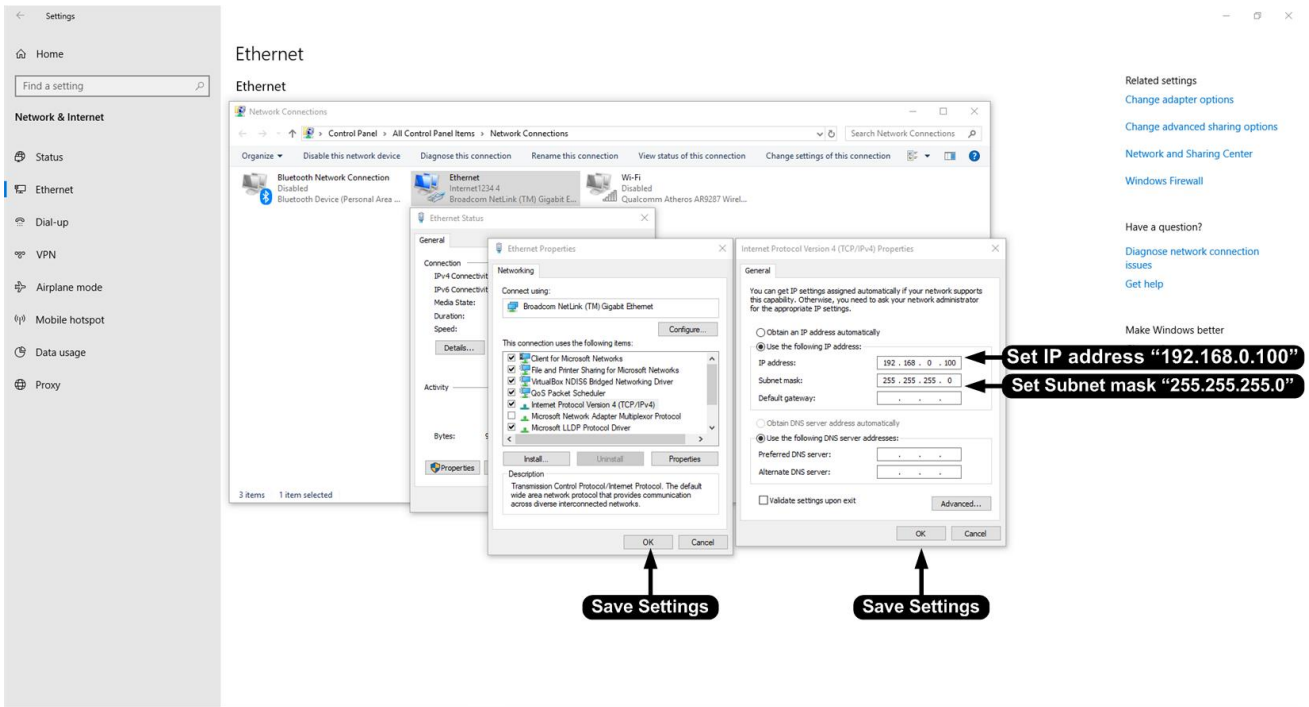 Settings
Home
Find a setting
Network & Internet
Status
Ethernet
Dial-up
VPN
Airplane mode
Mobile hotspot
Data usage
Proxy
Ethernet
Ethernet
Network Connections
Control Panel > All Control Panel Items > Network Connections
Search Network Connections
Organize
Disable this network device
Diagnose this connection
Rename this connection
View status of this connection
Change settings of this connection
Bluetooth Network Connection
Disabled
Bluetooth Device (Personal Area ...
Ethernet
Internet1234 4
Broadcom NetLink (TM) Gigabit E...
Wi-Fi
Disabled
Qualcomm Atheros AR9287 Wirel...
3 items
1 item selected
Ethernet Status
General
Connection
IPv4 Connectivit
IPv6 Connectivit
Media State:
Duration:
Speed:
Details...
Activity
Bytes:
Properties
Ethernet Properties
Networking
Connect using:
Broadcom NetLink (TM) Gigabit Ethernet
Configure...
This connection uses the following items:
Client for Microsoft Networks
File and Printer Sharing for Microsoft Networks
VirtualBox NDIS6 Bridged Networking Driver
QoS Packet Scheduler
Internet Protocol Version 4 (TCP/IPv4)
Microsoft Network Adapter Multiplexor Protocol
Microsoft LLDP Protocol Driver
Install...
Uninstall
Properties
Description
Transmission Control Protocol/Internet Protocol. The default
wide area network protocol that provides communication
across diverse interconnected networks.
OK
Cancel
Save Settings
Internet Protocol Version 4 (TCP/IPv4) Properties
General
You can get IP settings assigned automatically if your network supports
this capability. Otherwise, you need to ask your network administrator
for the appropriate IP settings.
Obtain an IP address automatically
Use the following IP address:
IP address:
192 . 168 . 0 . 100
Subnet mask:
255 . 255 . 255 . 0
Default gateway:
Obtain DNS server address automatically
Use the following DNS server addresses:
Preferred DNS server:
Alternate DNS server:
Validate settings upon exit
Advanced...
OK
Cancel
Save Settings
Set IP address “192.168.0.100”
Set Subnet mask “255.255.255.0”
Related settings
Change adapter options
Change advanced sharing options
Network and Sharing Center
Windows Firewall
Have a question?
Diagnose network connection
issues
Get help
Make Windows better